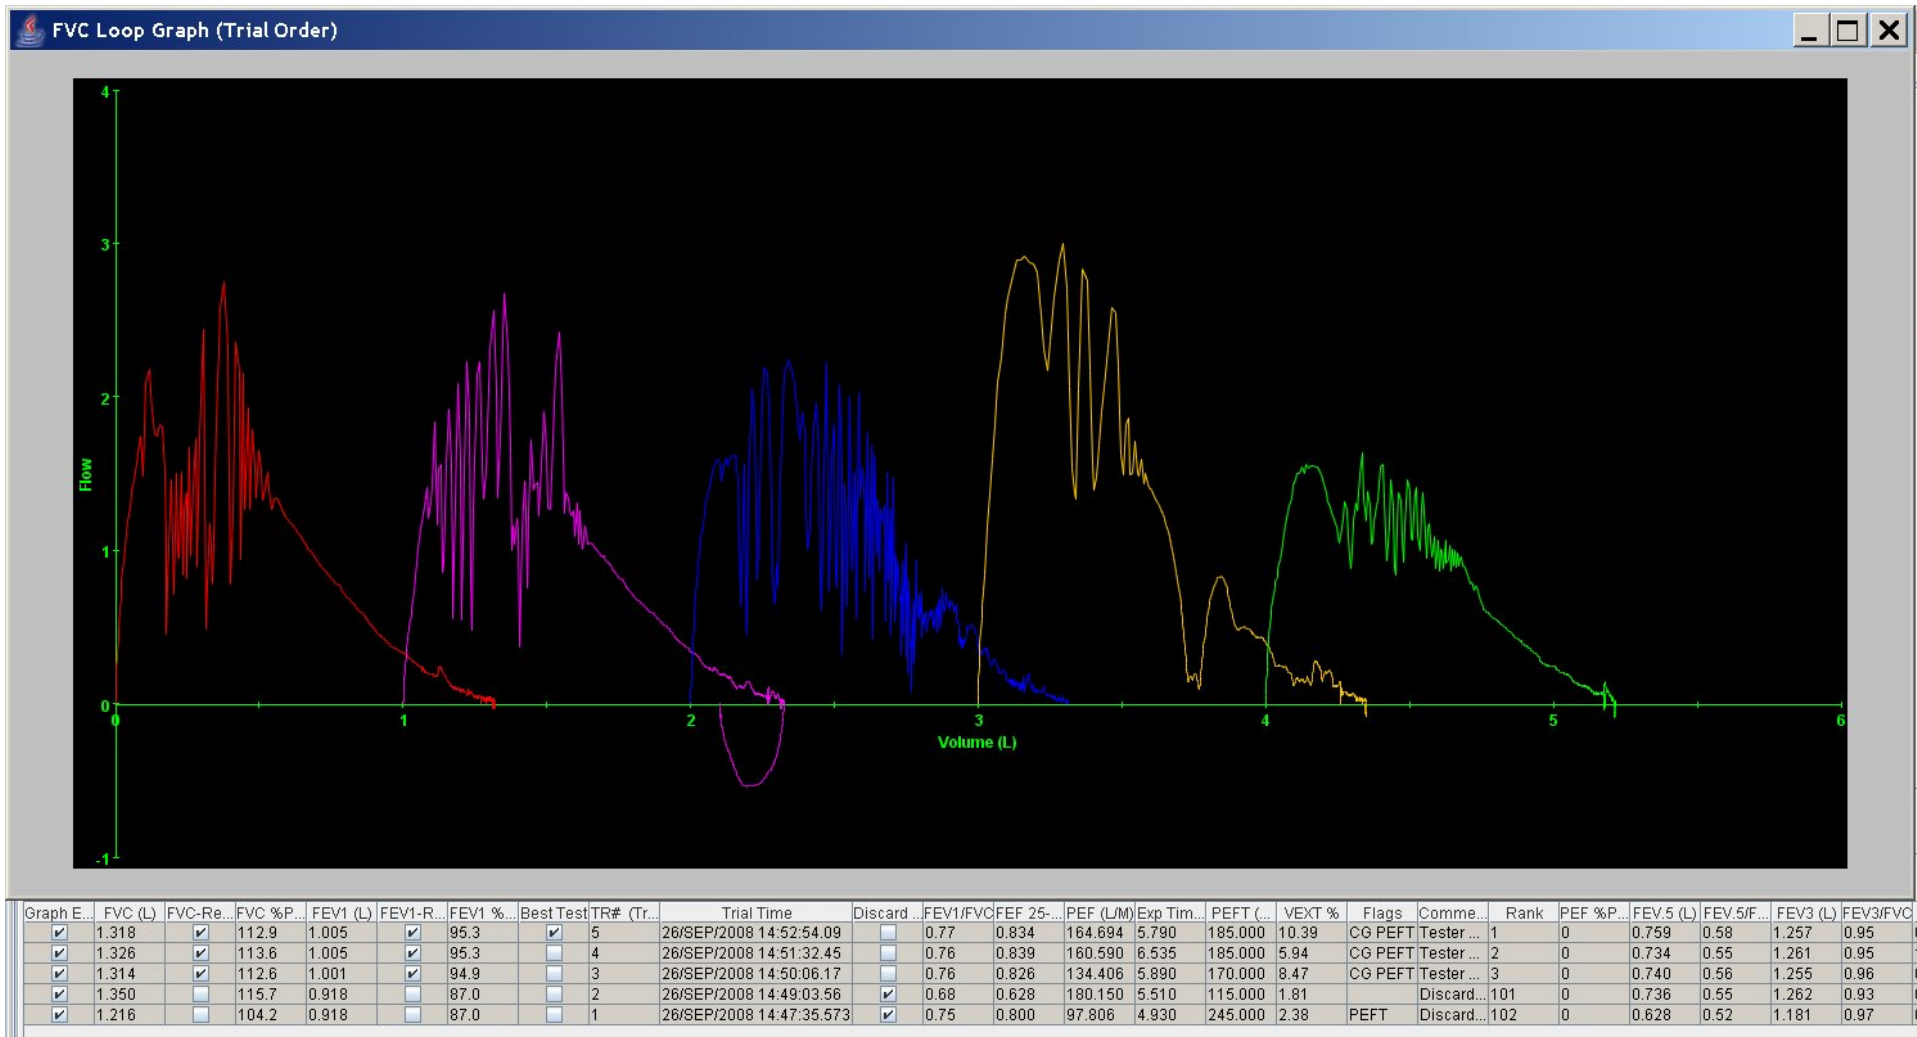 FVC Loop Graph (Trial Order)
4
3
2
1
0
-1
Flow
0 1 2 3 4 5 6
Volume (L)
Graph E... FVC (L) FVC-Re... FVC %P... FEV1 (L) FEV1-R... FEV1 %... Best Test TR# (Tr... Trial Time Discard ... FEV1/FVC FEF 25-... PEF (L/M) Exp Tim... PEFT (... VEXT % Flags Comme... Rank PEF %P... FEV.5 (L) FEV.5/F... FEV3 (L) FEV3/FVC
1.318 112.9 1.005 95.3 5 26/SEP/2008 14:52:54.09 0.77 0.834 164.694 5.790 185.000 10.39 CG PEFT Tester ... 1 0 0.759 0.58 1.257 0.95
1.326 113.6 1.005 95.3 4 26/SEP/2008 14:51:32.45 0.76 0.839 160.590 6.535 185.000 5.94 CG PEFT Tester ... 2 0 0.734 0.55 1.261 0.95
1.314 112.6 1.001 94.9 3 26/SEP/2008 14:50:06.17 0.76 0.826 134.406 5.890 170.000 8.47 CG PEFT Tester ... 3 0 0.740 0.56 1.255 0.96
1.350 115.7 0.918 87.0 2 26/SEP/2008 14:49:03.56 0.68 0.628 180.150 5.510 115.000 1.81 Discard... 101 0 0.736 0.55 1.262 0.93
1.216 104.2 0.918 87.0 1 26/SEP/2008 14:47:35.573 0.75 0.800 97.806 4.930 245.000 2.38 PEFT Discard... 102 0 0.628 0.52 1.181 0.97